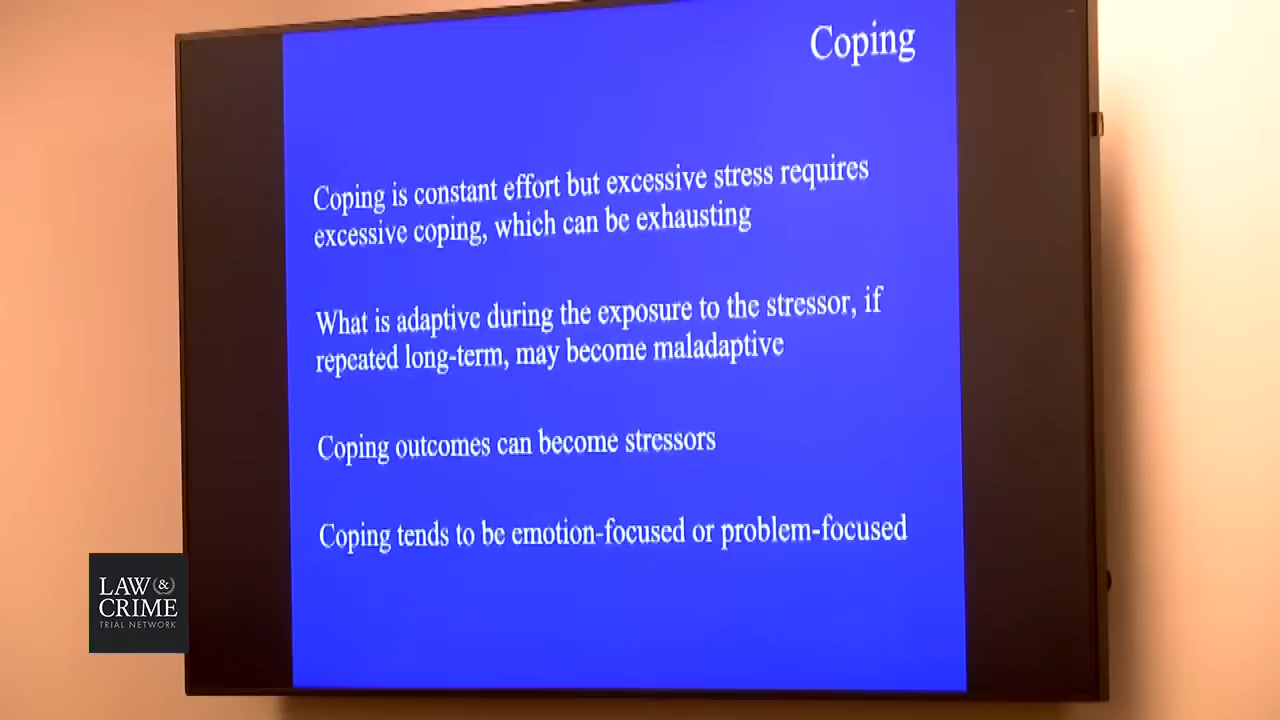 Coping
Coping is constant effort but excessive stress requires
excessive coping, which can be exhausting
What is adaptive during the exposure to the stressor, if
repeated long-term, may become maladaptive
Coping outcomes can become stressors
Coping tends to be emotion-focused or problem-focused
LAW &
CRIME
TRIAL NETWORK